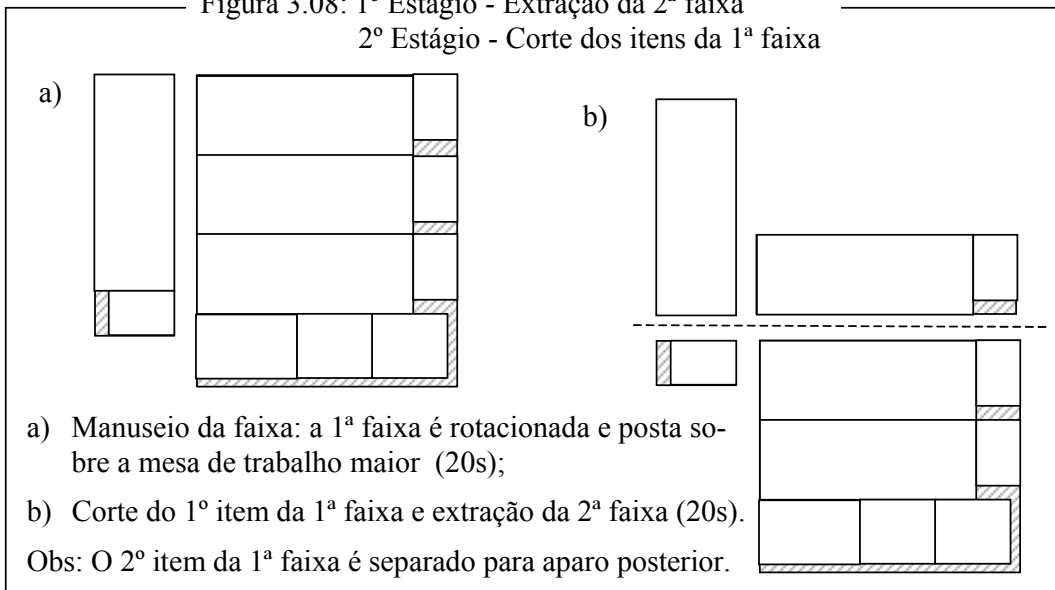 Figura 3.08: 1º Estágio - Extração da 2ª faixa
2º Estágio - Corte dos itens da 1ª faixa
a)
b)
a) Manuseio da faixa: a 1ª faixa é rotacionada e posta so-
bre a mesa de trabalho maior (20s);
b) Corte do 1º item da 1ª faixa e extração da 2ª faixa (20s).
Obs: O 2º item da 1ª faixa é separado para aparo posterior.